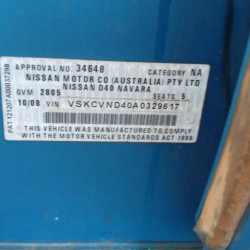 APPROVAL NO. 34648 CATEGORY NA
NISSAN MOTOR CO (AUSTRALIA) PTY LTD
NISSAN D40 NAVARA
GVM 2805 SEATS 5
10/08 VIN VSKCVND40A0329617
THIS VEHICLE WAS MANUFACTURED TO COMPLY
WITH THE MOTOR VEHICLE STANDARDS ACT 1989